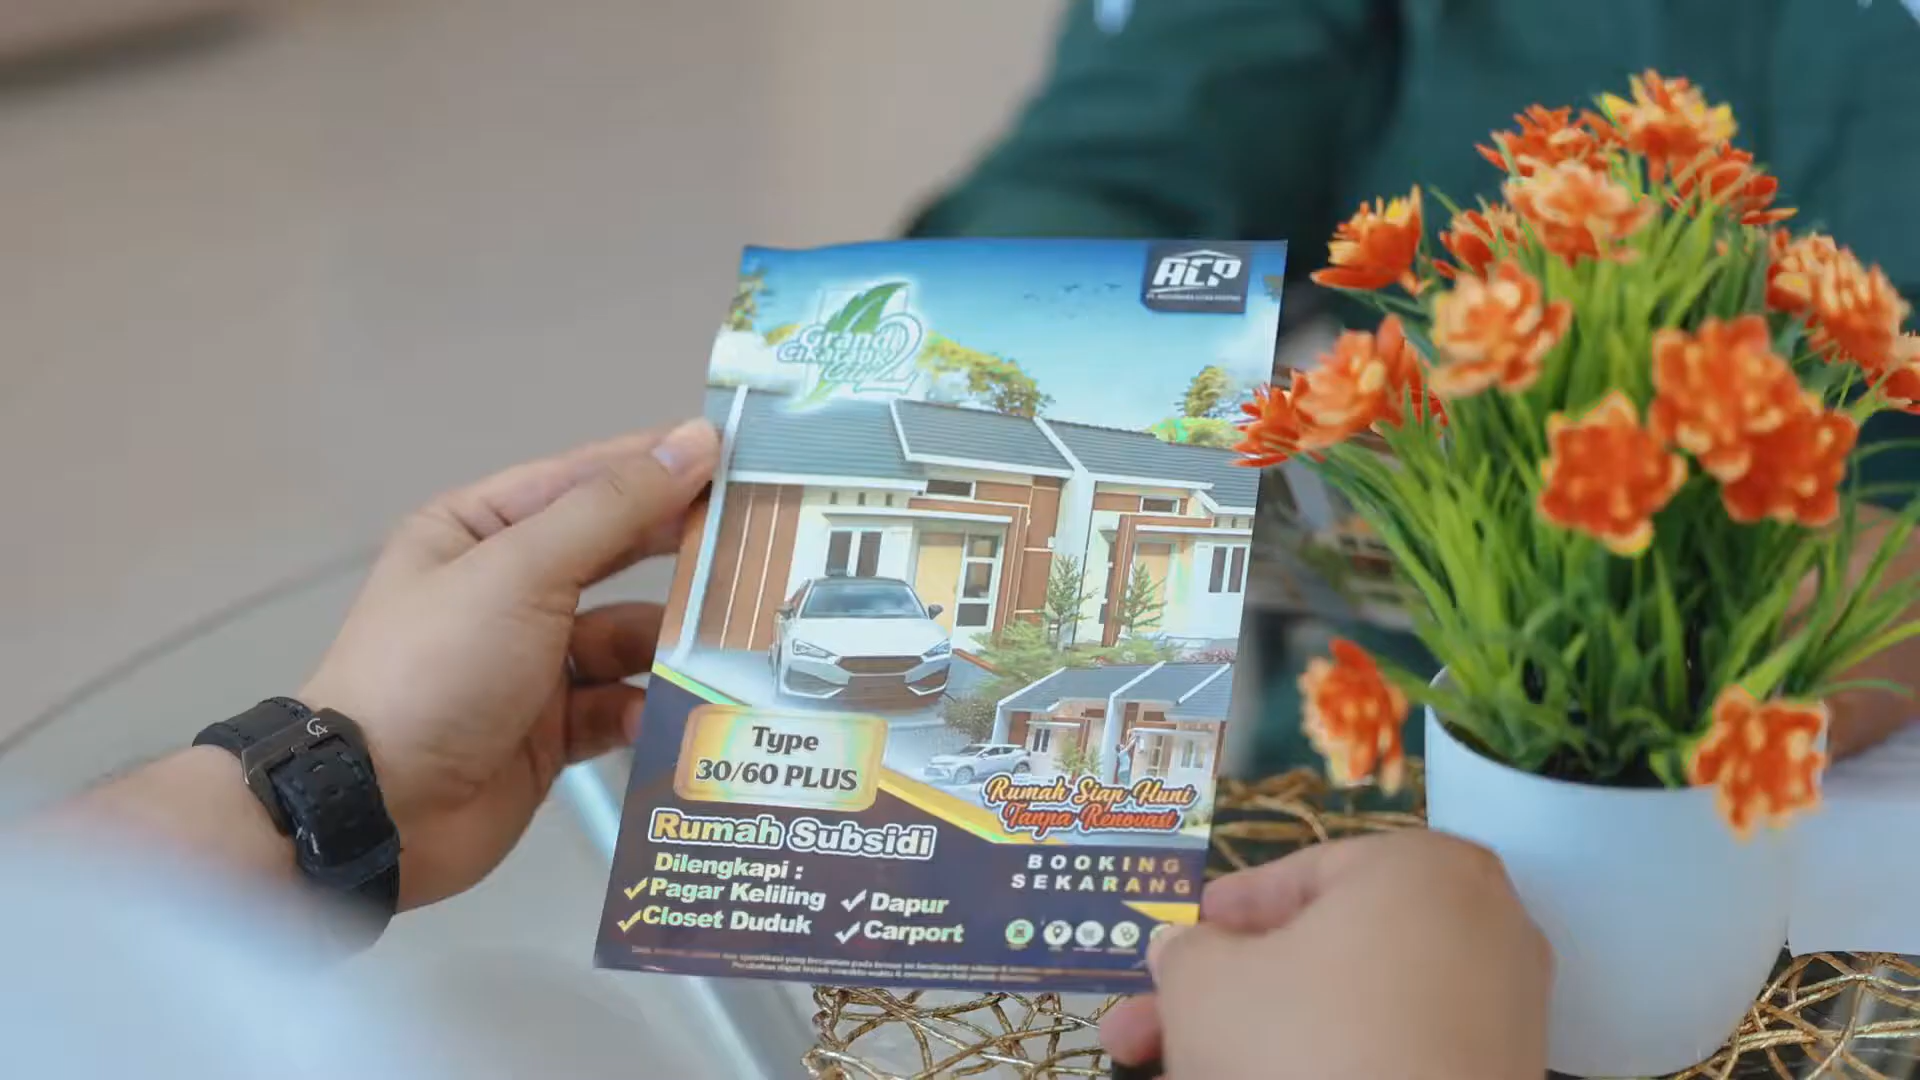 ACP
Grand
Cikarang
City 2
Type
30/60 PLUS
Rumah Siap Huni
Tanpa Renovasi
Rumah Subsidi
Dilengkapi :
Pagar Keliling
Dapur
Closet Duduk
Carport
BOOKING
SEKARANG